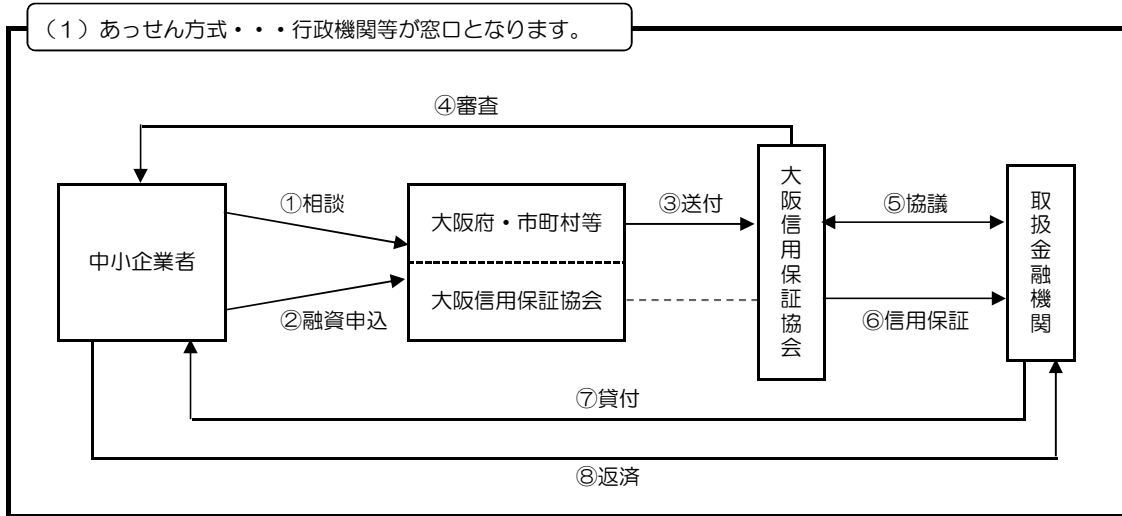 （１）あっせん方式・・・行政機関等が窓口となります。
④審査
①相談
②融資申込
中小企業者
大阪府・市町村等
大阪信用保証協会
③送付
大阪信用保証協会
⑤協議
⑥信用保証
取扱金融機関
⑦貸付
⑧返済